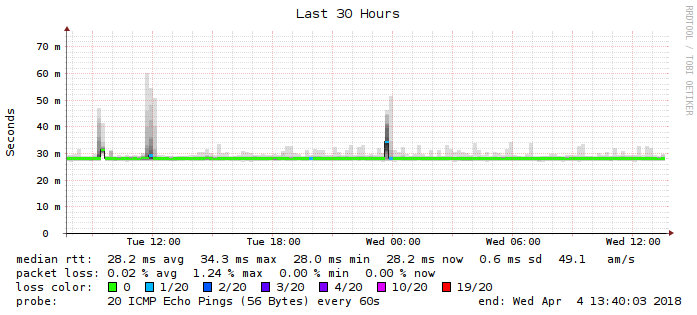 Last 30 Hours
RRDTOOL / TOBI OETIKER
Seconds
70 m
60 m
50 m
40 m
30 m
20 m
10 m
0
Tue 12:00 Tue 18:00 Wed 00:00 Wed 06:00 Wed 12:00
median rtt: 28.2 ms avg 34.3 ms max 28.0 ms min 28.2 ms now 0.6 ms sd 49.1 am/s
packet loss: 0.02 % avg 1.24 % max 0.00 % min 0.00 % now
loss color: 0 1/20 2/20 3/20 4/20 10/20 19/20
probe: 20 ICMP Echo Pings (56 Bytes) every 60s end: Wed Apr 4 13:40:03 2018